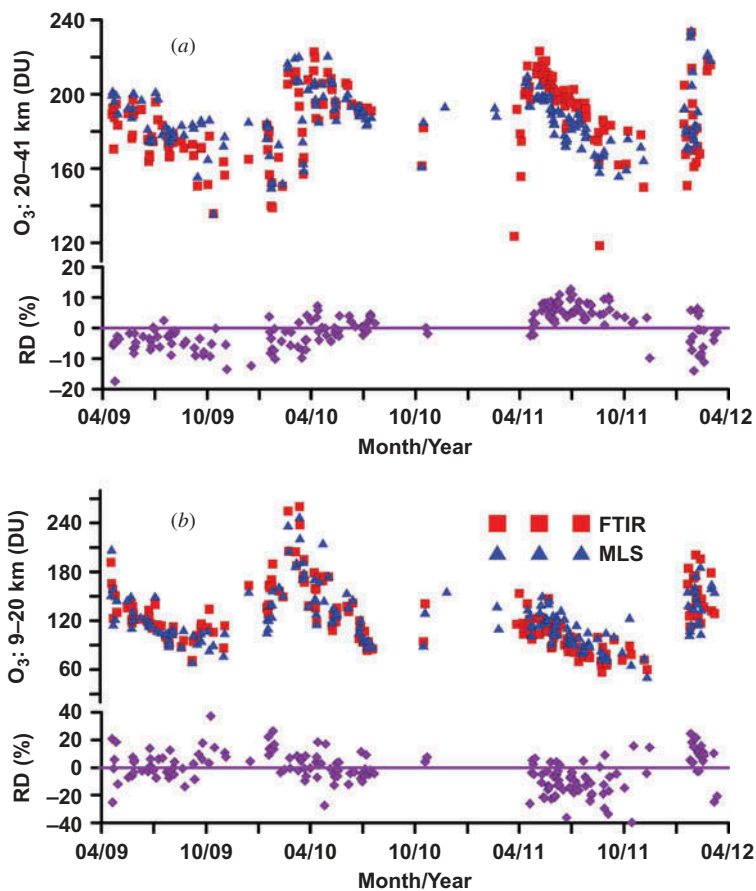 (a)
O3: 20–41 km (DU)
240
200
160
120
RD (%)
20
10
0
–10
–20
04/09 10/09 04/10 10/10 04/11 10/11 04/12
Month/Year
(b)
O3: 9–20 km (DU)
240
180
120
60
FTIR
MLS
RD (%)
40
20
0
–20
–40
04/09 10/09 04/10 10/10 04/11 10/11 04/12
Month/Year